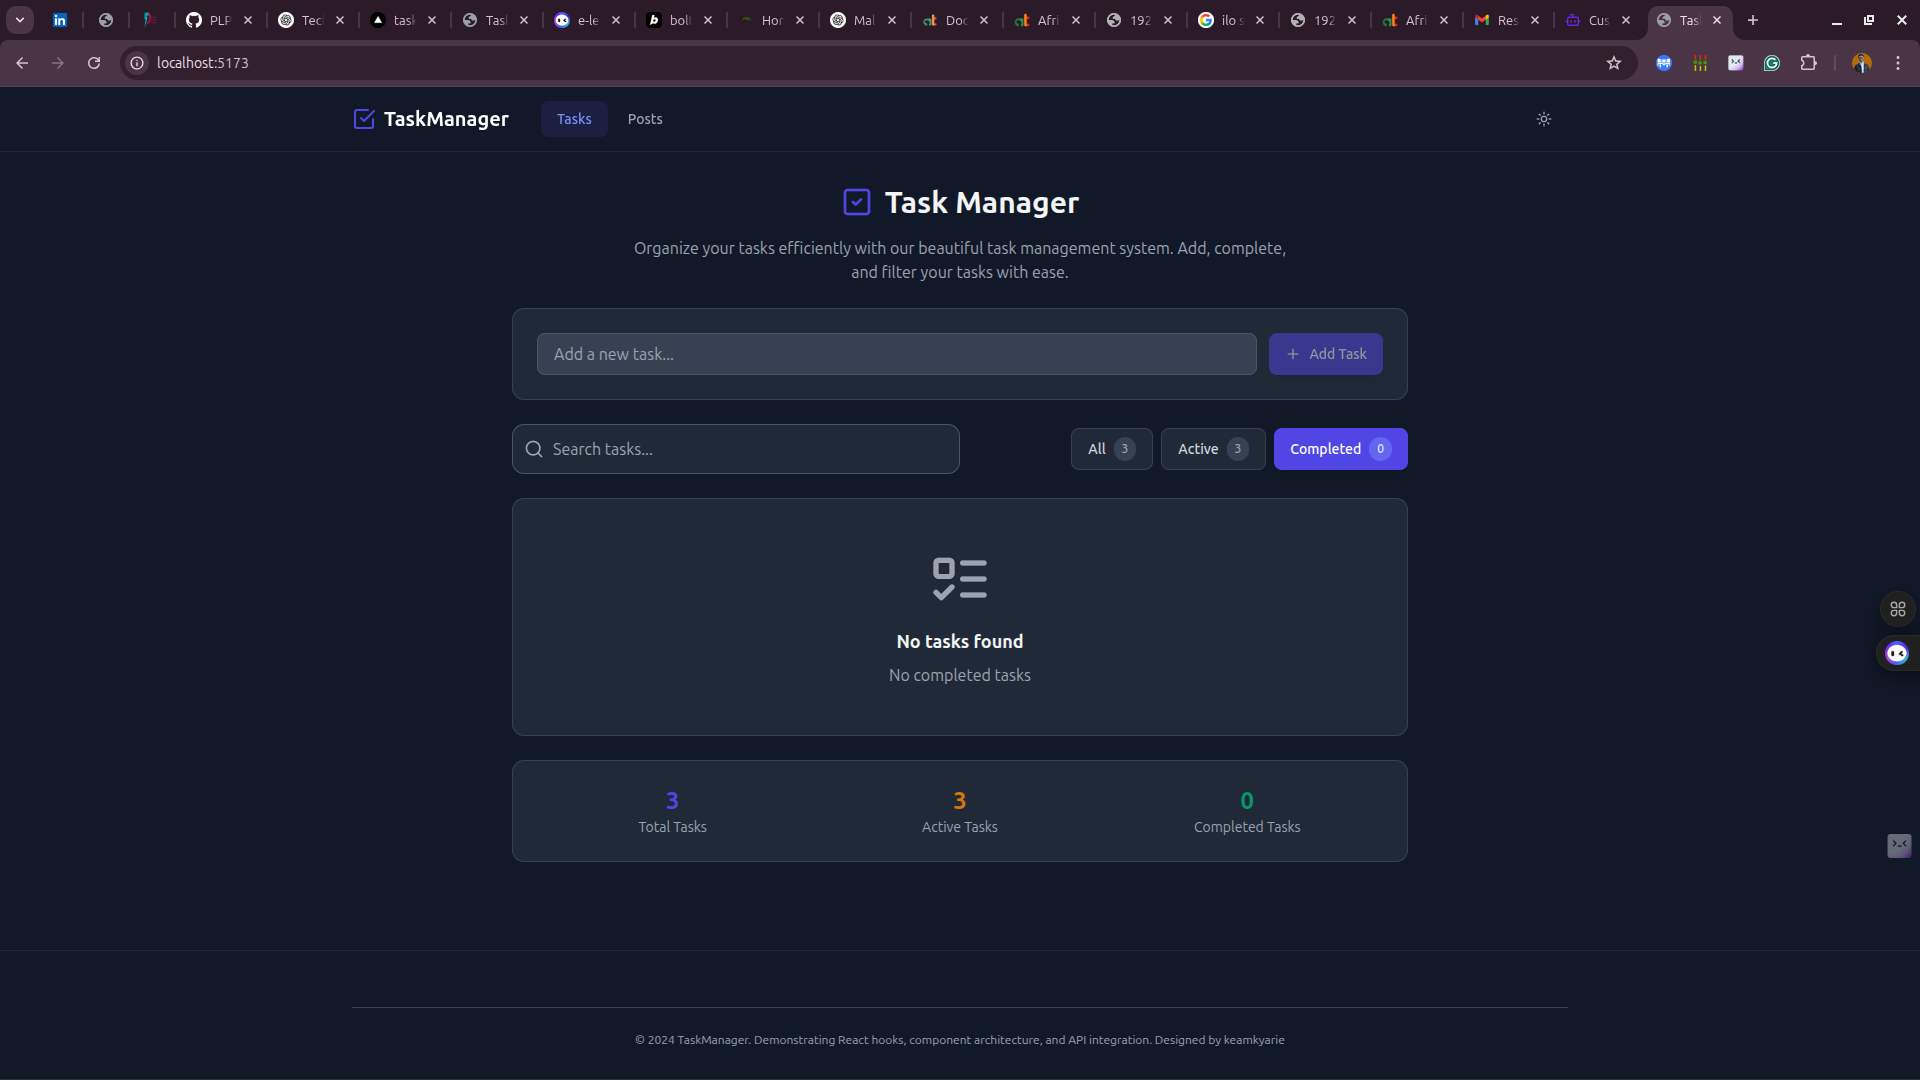 PLP
Tec
task
Tas
e-le
bolt
Hor
Mal
Doc
Afri
192
ilo s
192
Afri
Res
Cus
Tas
localhost:5173
TaskManager
Tasks
Posts
Task Manager
Organize your tasks efficiently with our beautiful task management system. Add, complete,
and filter your tasks with ease.
Add a new task...
+ Add Task
Search tasks...
All 3
Active 3
Completed 0
No tasks found
No completed tasks
3
Total Tasks
3
Active Tasks
0
Completed Tasks
© 2024 TaskManager. Demonstrating React hooks, component architecture, and API integration. Designed by keamkyarie